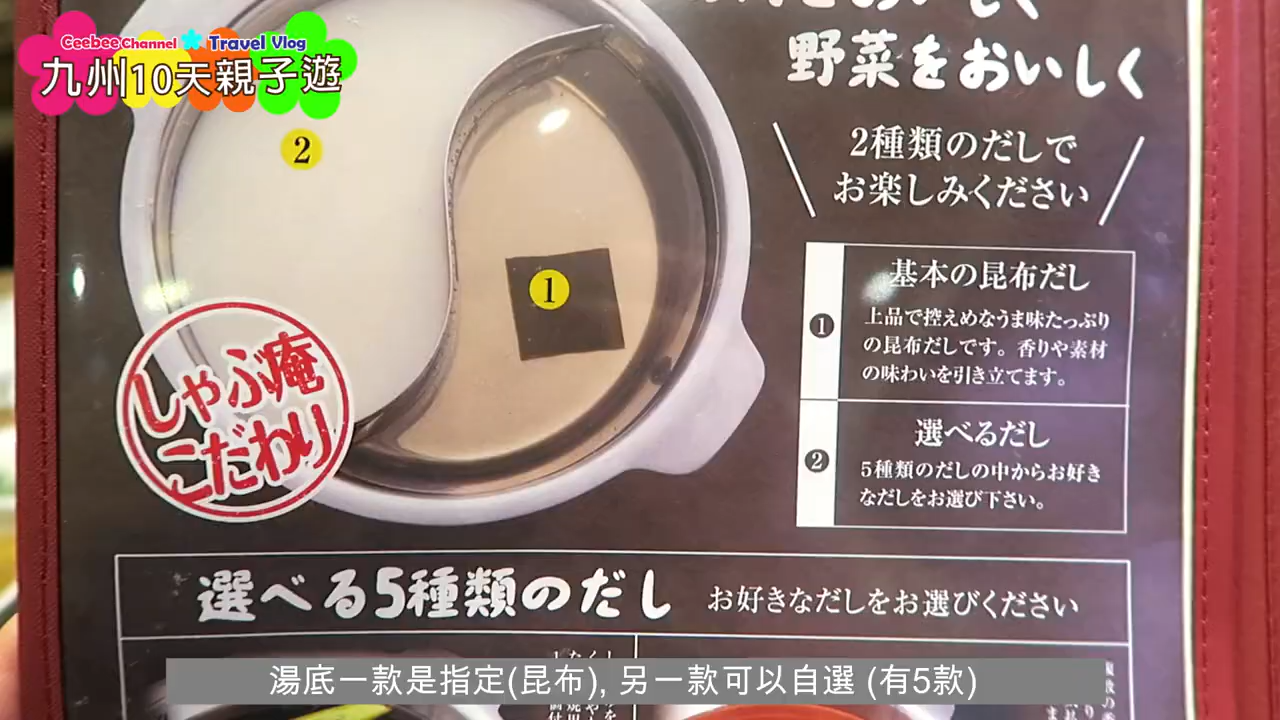 Ceebee Channel Travel Vlog
九州10天親子遊
野菜をおいしく
2種類のだしで
お楽しみください
2
1
しゃぶ庵
こだわり
1
基本の昆布だし
上品で控えめなうま味たっぷり
の昆布だしです。香りや素材
の味わいを引き立てます。
2
選べるだし
5種類のだしの中からお好き
なだしをお選び下さい。
選べる5種類のだし お好きなだしをお選びください
湯底一款是指定(昆布), 另一款可以自選 (有5款)